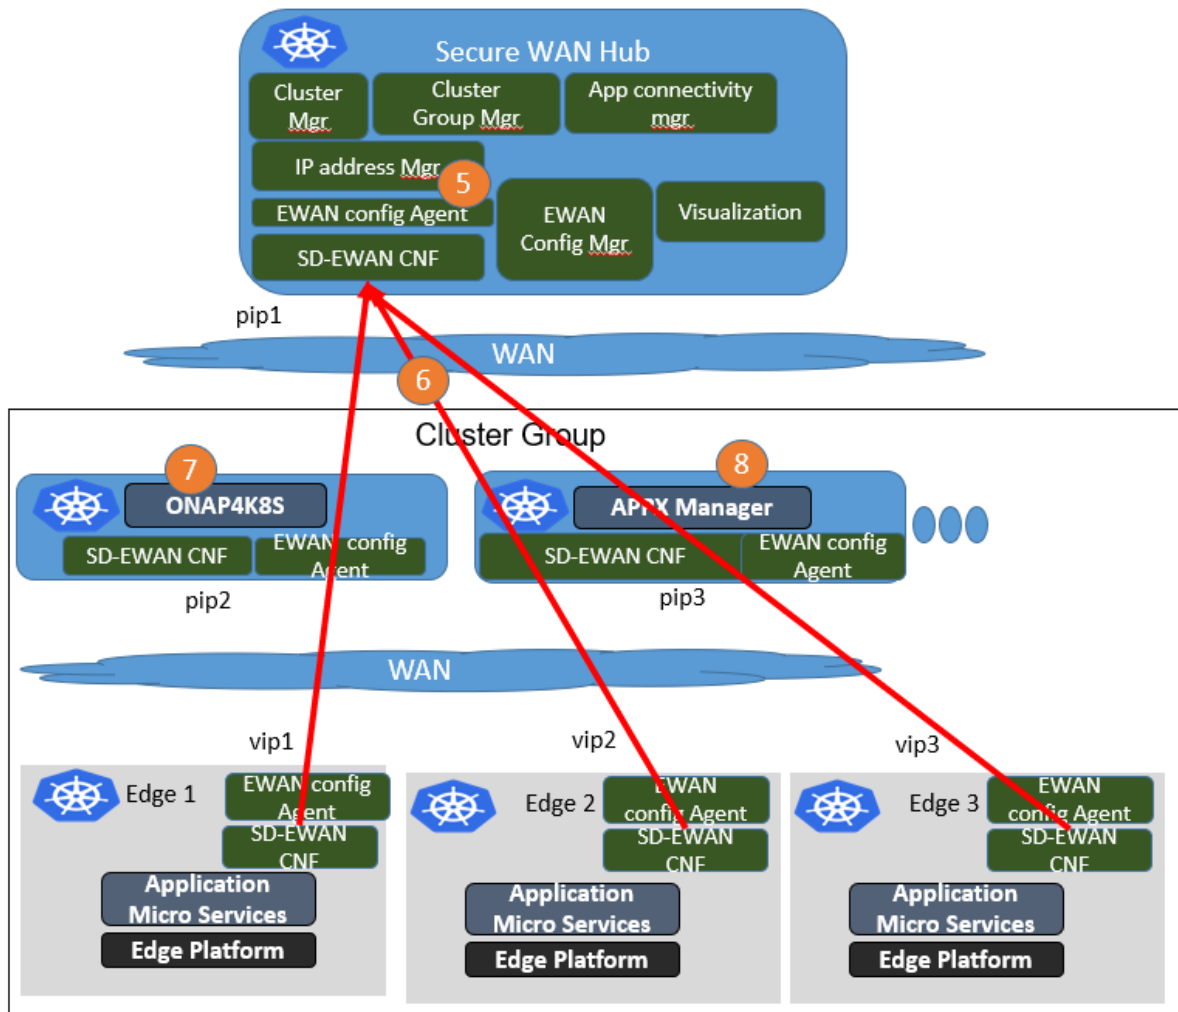 Secure WAN Hub
Cluster
Mgr
Cluster
Group Mgr
App connectivity
mgr
IP address Mgr
5
EWAN config Agent
EWAN
Config Mgr
Visualization
SD-EWAN CNF
pip1
WAN
6
Cluster Group
7
8
ONAP4K8S
APPX Manager
SD-EWAN CNF
EWAN config
Agent
SD-EWAN CNF
EWAN config
Agent
pip2
pip3
WAN
vip1
vip2
vip3
Edge 1
EWAN config
Agent
SD-EWAN
CNF
Application
Micro Services
Edge Platform
Edge 2
EWAN
config Agent
SD-EWAN
CNF
Application
Micro Services
Edge Platform
Edge 3
EWAN
config Agent
SD-EWAN
CNF
Application
Micro Services
Edge Platform